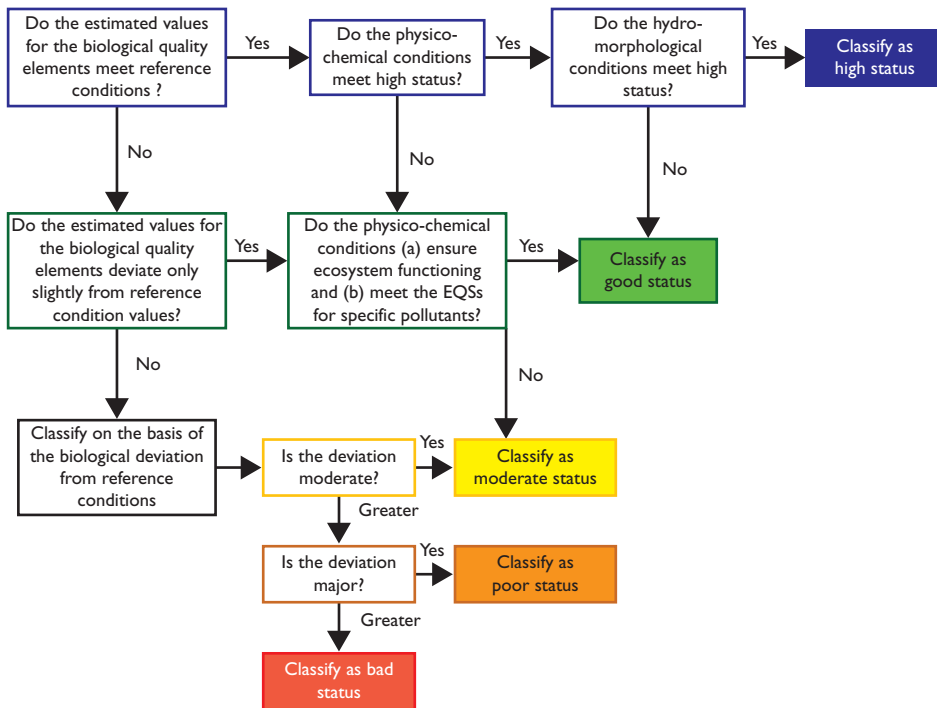 Do the estimated values
for the biological quality
elements meet reference
conditions ?
Yes
Do the physico-
chemical conditions
meet high status?
Yes
Do the hydro-
morphological
conditions meet high
status?
Yes
Classify as
high status
No
No
No
Do the estimated values for
the biological quality
elements deviate only
slightly from reference
condition values?
Yes
Do the physico-chemical
conditions (a) ensure
ecosystem functioning
and (b) meet the EQSs
for specific pollutants?
Yes
Classify as
good status
No
No
Classify on the basis of
the biological deviation
from reference
conditions
Is the deviation
moderate?
Yes
Classify as
moderate status
Greater
Is the deviation
major?
Yes
Classify as
poor status
Greater
Classify as bad
status